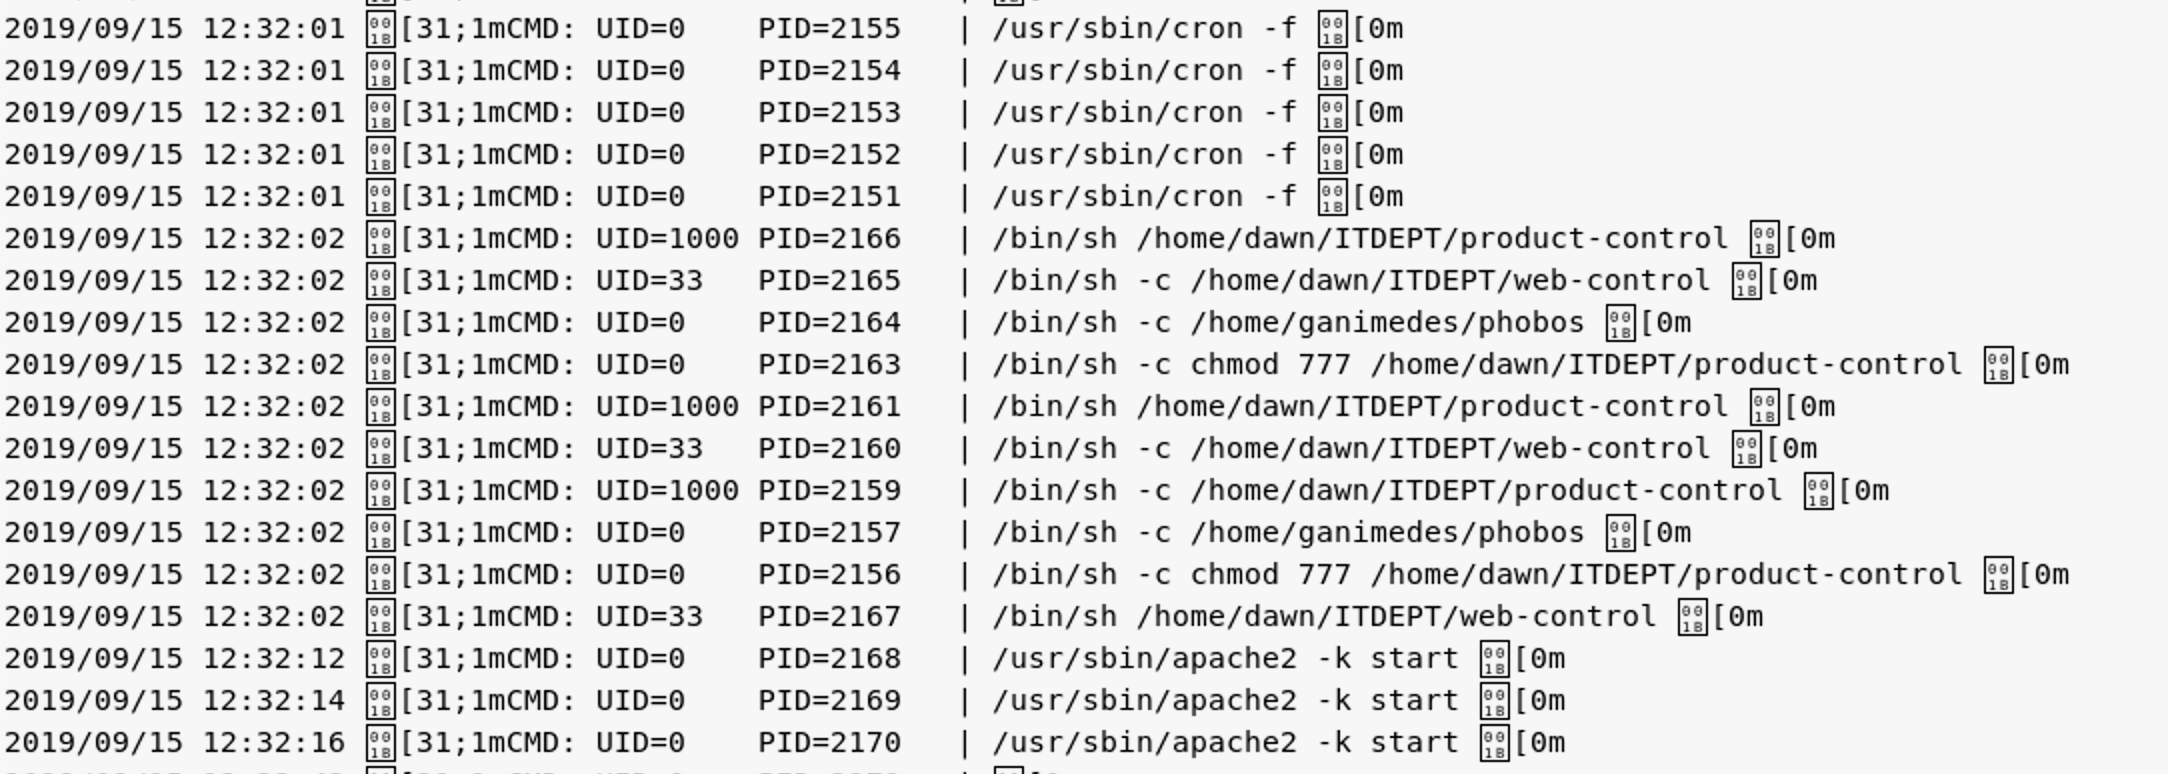 2019/09/15 12:32:01 [31;1mCMD: UID=0    PID=2155   | /usr/sbin/cron -f [0m
2019/09/15 12:32:01 [31;1mCMD: UID=0    PID=2154   | /usr/sbin/cron -f [0m
2019/09/15 12:32:01 [31;1mCMD: UID=0    PID=2153   | /usr/sbin/cron -f [0m
2019/09/15 12:32:01 [31;1mCMD: UID=0    PID=2152   | /usr/sbin/cron -f [0m
2019/09/15 12:32:01 [31;1mCMD: UID=0    PID=2151   | /usr/sbin/cron -f [0m
2019/09/15 12:32:02 [31;1mCMD: UID=1000 PID=2166   | /bin/sh /home/dawn/ITDEPT/product-control [0m
2019/09/15 12:32:02 [31;1mCMD: UID=33   PID=2165   | /bin/sh -c /home/dawn/ITDEPT/web-control [0m
2019/09/15 12:32:02 [31;1mCMD: UID=0    PID=2164   | /bin/sh -c /home/ganimedes/phobos [0m
2019/09/15 12:32:02 [31;1mCMD: UID=0    PID=2163   | /bin/sh -c chmod 777 /home/dawn/ITDEPT/product-control [0m
2019/09/15 12:32:02 [31;1mCMD: UID=1000 PID=2161   | /bin/sh /home/dawn/ITDEPT/product-control [0m
2019/09/15 12:32:02 [31;1mCMD: UID=33   PID=2160   | /bin/sh -c /home/dawn/ITDEPT/web-control [0m
2019/09/15 12:32:02 [31;1mCMD: UID=1000 PID=2159   | /bin/sh -c /home/dawn/ITDEPT/product-control [0m
2019/09/15 12:32:02 [31;1mCMD: UID=0    PID=2157   | /bin/sh -c /home/ganimedes/phobos [0m
2019/09/15 12:32:02 [31;1mCMD: UID=0    PID=2156   | /bin/sh -c chmod 777 /home/dawn/ITDEPT/product-control [0m
2019/09/15 12:32:02 [31;1mCMD: UID=33   PID=2167   | /bin/sh /home/dawn/ITDEPT/web-control [0m
2019/09/15 12:32:12 [31;1mCMD: UID=0    PID=2168   | /usr/sbin/apache2 -k start [0m
2019/09/15 12:32:14 [31;1mCMD: UID=0    PID=2169   | /usr/sbin/apache2 -k start [0m
2019/09/15 12:32:16 [31;1mCMD: UID=0    PID=2170   | /usr/sbin/apache2 -k start [0m